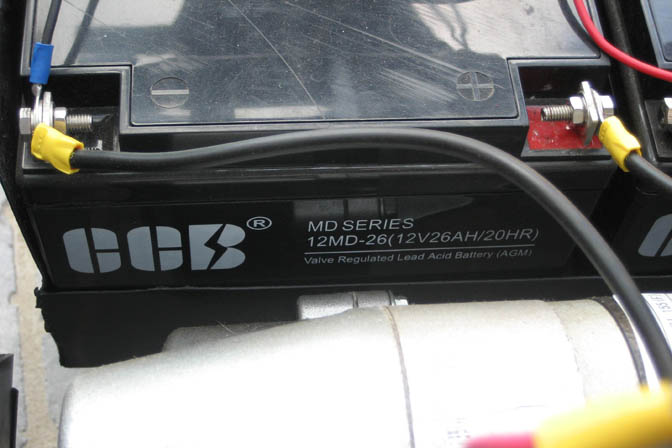 CCB®
MD SERIES
12MD-26(12V26AH/20HR)
Valve Regulated Lead Acid Battery (AGM)